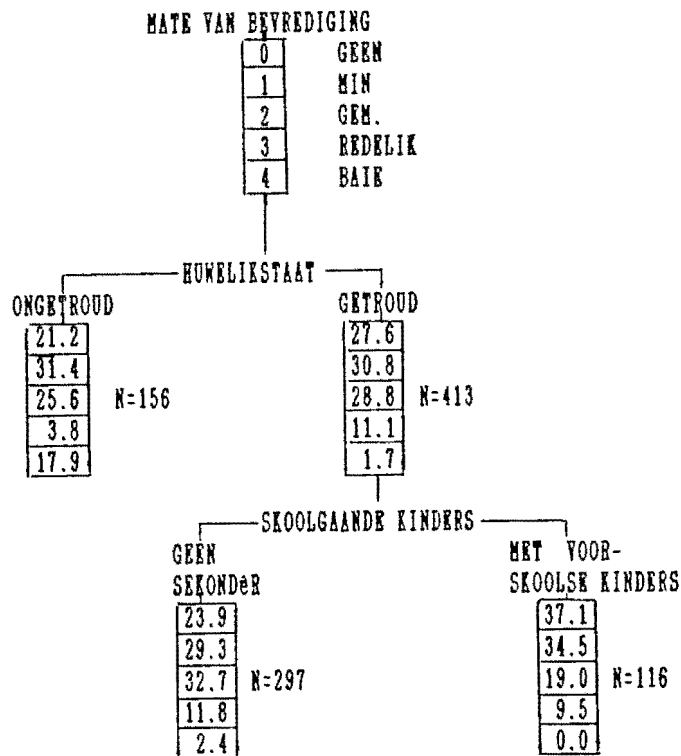 MATE VAN BEVREDIGING
0 GEEN
1 MIN
2 GEM.
3 REDELIK
4 BAIE
HUWELIKSTAAT
ONGETROUD
21.2
31.4
25.6 N=156
3.8
17.9
GETROUD
27.6
30.8
28.8 N=413
11.1
1.7
SKOOLGAANDE KINDERS
GEEN
SEKONDêR
23.9
29.3
32.7 N=297
11.8
2.4
MET VOOR-
SKOOLSE KINDERS
37.1
34.5
19.0 N=116
9.5
0.0